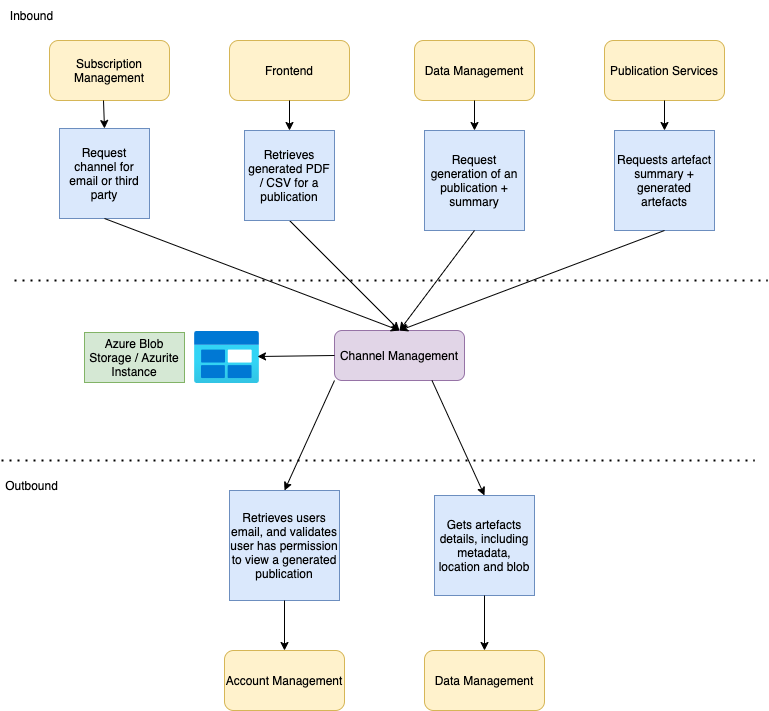 Inbound
Subscription
Management
Frontend
Data Management
Publication Services
Request
channel for
email or third
party
Retrieves
generated PDF
/ CSV for a
publication
Request
generation of an
publication +
summary
Requests artefact
summary +
generated
artefacts
Azure Blob
Storage / Azurite
Instance
Channel Management
Outbound
Retrieves users
email, and validates
user has permission
to view a generated
publication
Gets artefacts
details, including
metadata,
location and blob
Account Management
Data Management